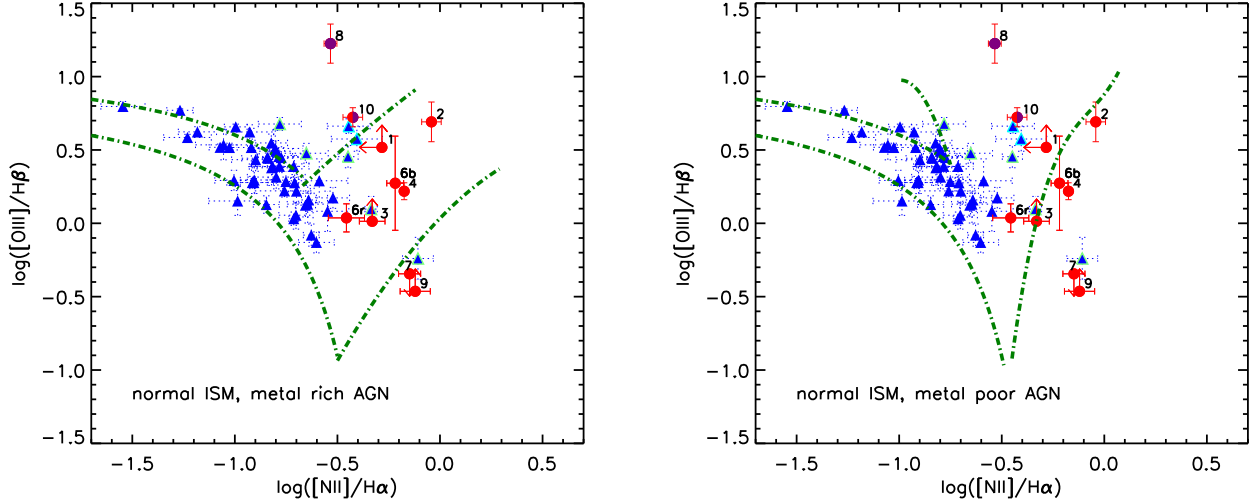 1.5
1.0
0.5
0.0
−0.5
−1.0
−1.5
log([OIII]/Hβ)
8
10
2
1
6b
4
6r
3
7
9
normal ISM, metal rich AGN
−1.5 −1.0 −0.5 0.0 0.5
log([NII]/Hα)
1.5
1.0
0.5
0.0
−0.5
−1.0
−1.5
log([OIII]/Hβ)
8
10
2
1
6b
4
6r
3
7
9
normal ISM, metal poor AGN
−1.5 −1.0 −0.5 0.0 0.5
log([NII]/Hα)